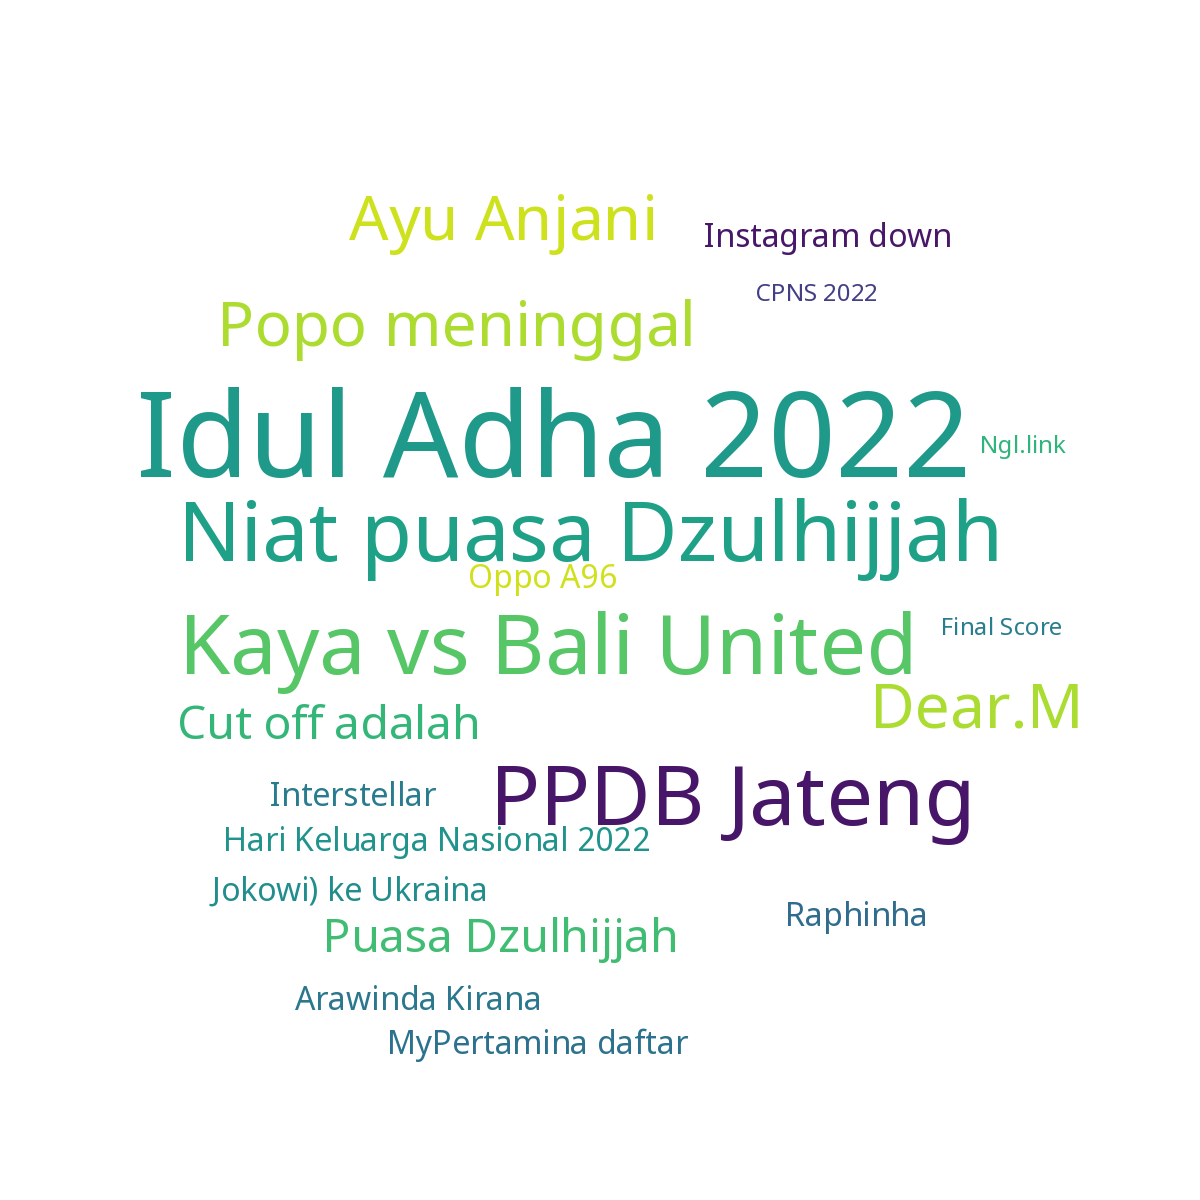 Ayu Anjani
Instagram down
CPNS 2022
Popo meninggal
Idul Adha 2022
Ngl.link
Niat puasa Dzulhijjah
Oppo A96
Kaya vs Bali United
Final Score
Dear.M
Cut off adalah
Interstellar
PPDB Jateng
Hari Keluarga Nasional 2022
Jokowi) ke Ukraina
Raphinha
Puasa Dzulhijjah
Arawinda Kirana
MyPertamina daftar